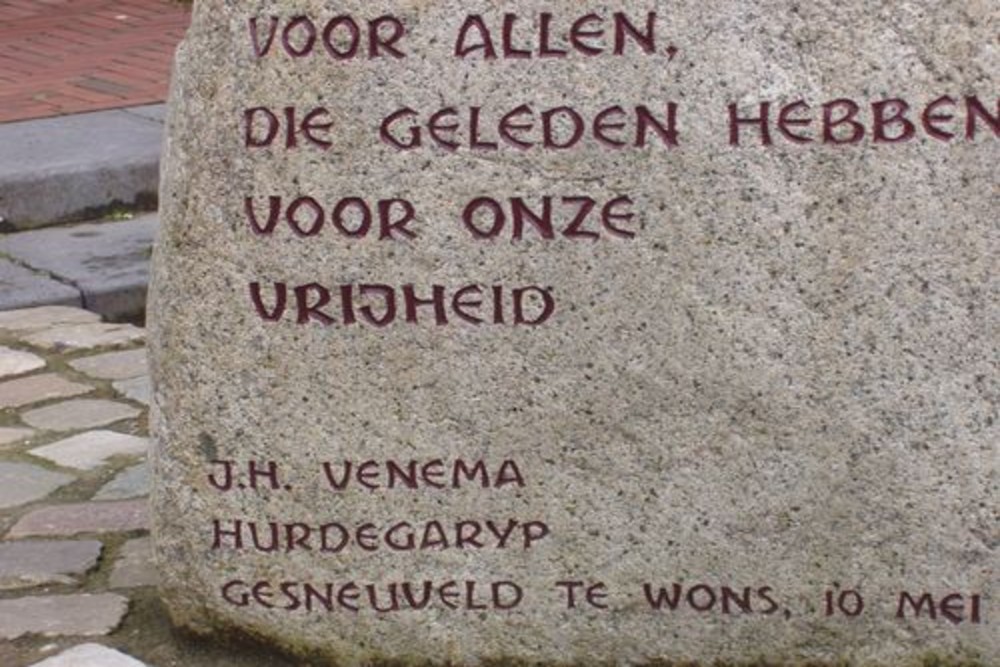 VOOR ALLEN,
DIE GELEDEN HEBBEN
VOOR ONZE
VRIJHEID
J.H. VENEMA
HURDEGARYP
GESNEUVELD TE WONS, 10 MEI